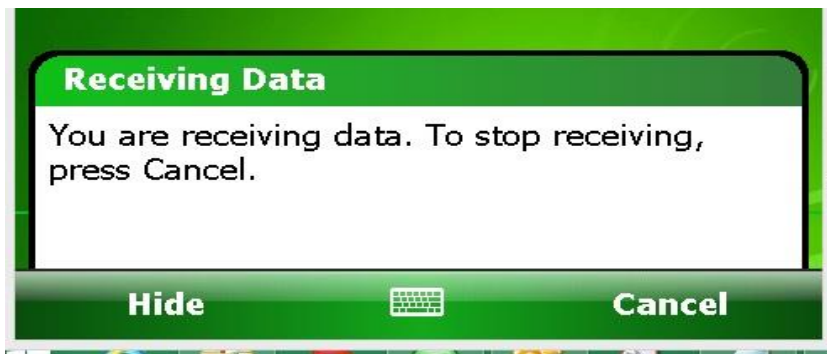 Receiving Data
You are receiving data. To stop receiving,
press Cancel.
Hide Cancel